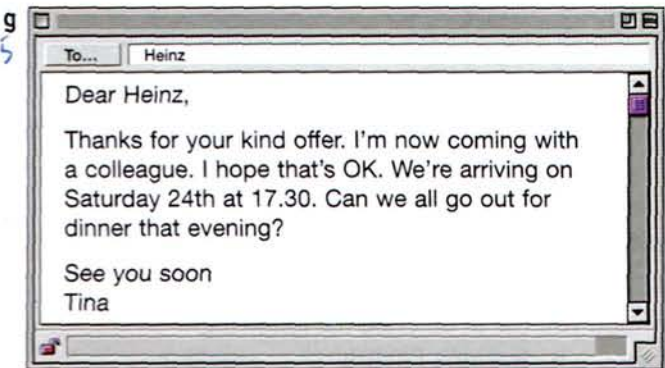 g
5
To... Heinz
Dear Heinz,
Thanks for your kind offer. I'm now coming with
a colleague. I hope that's OK. We're arriving on
Saturday 24th at 17.30. Can we all go out for
dinner that evening?
See you soon
Tina